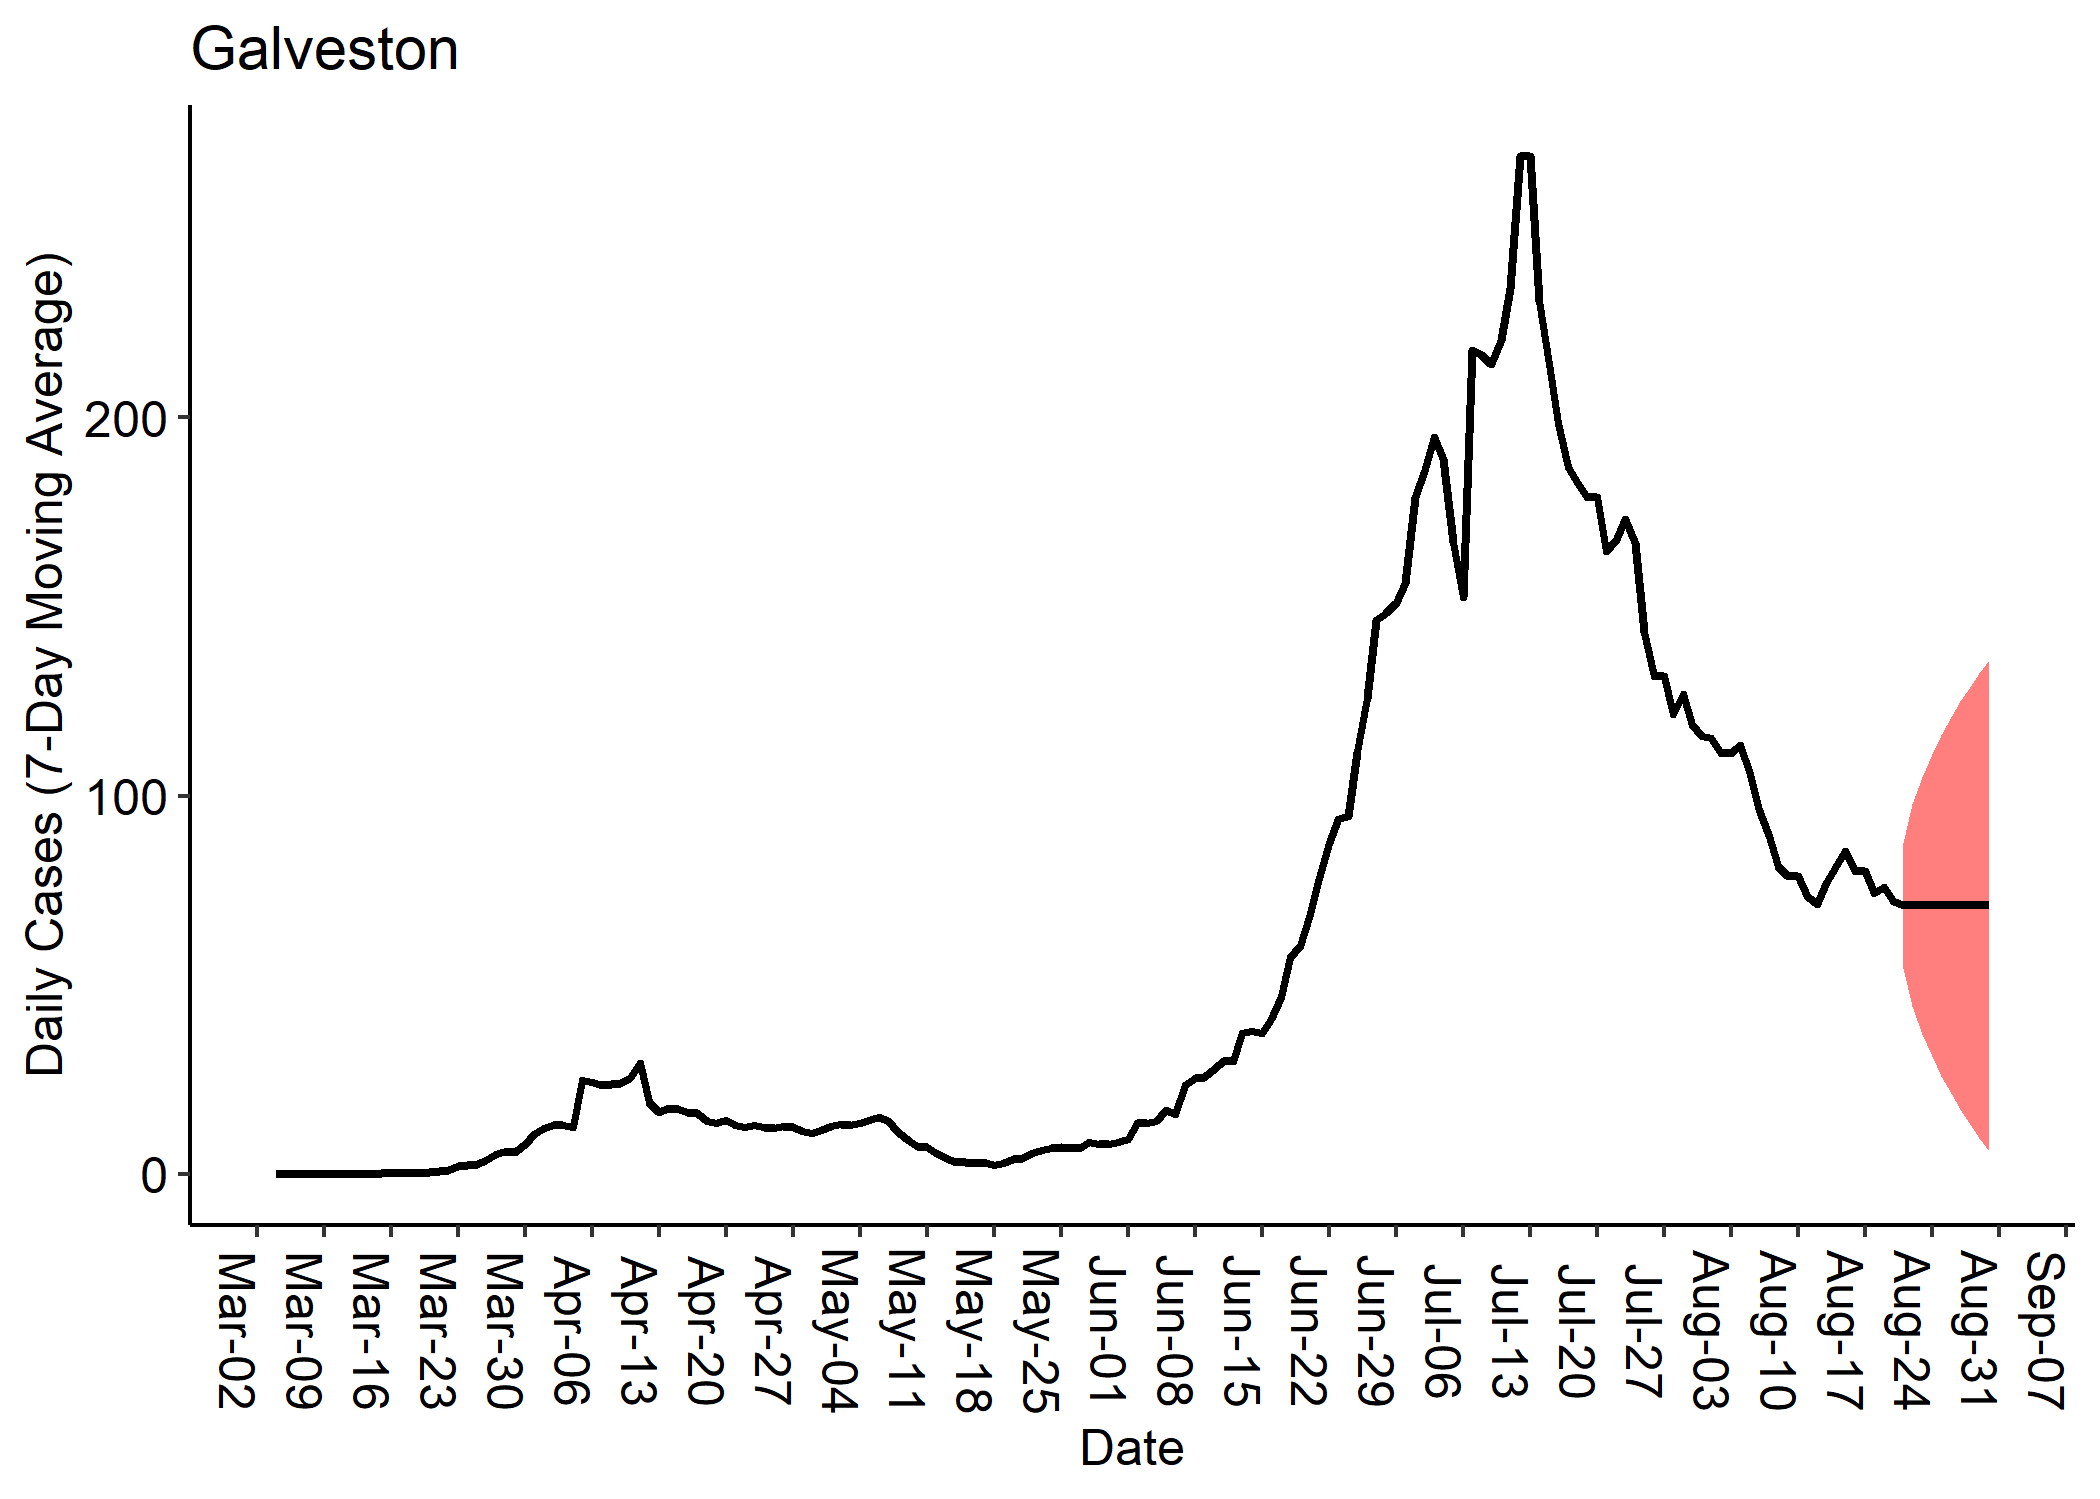 Galveston
Daily Cases (7-Day Moving Average)
200
100
0
Mar-02
Mar-09
Mar-16
Mar-23
Mar-30
Apr-06
Apr-13
Apr-20
Apr-27
May-04
May-11
May-18
May-25
Jun-01
Jun-08
Jun-15
Jun-22
Jun-29
Jul-06
Jul-13
Jul-20
Jul-27
Aug-03
Aug-10
Aug-17
Aug-24
Aug-31
Sep-07
Date